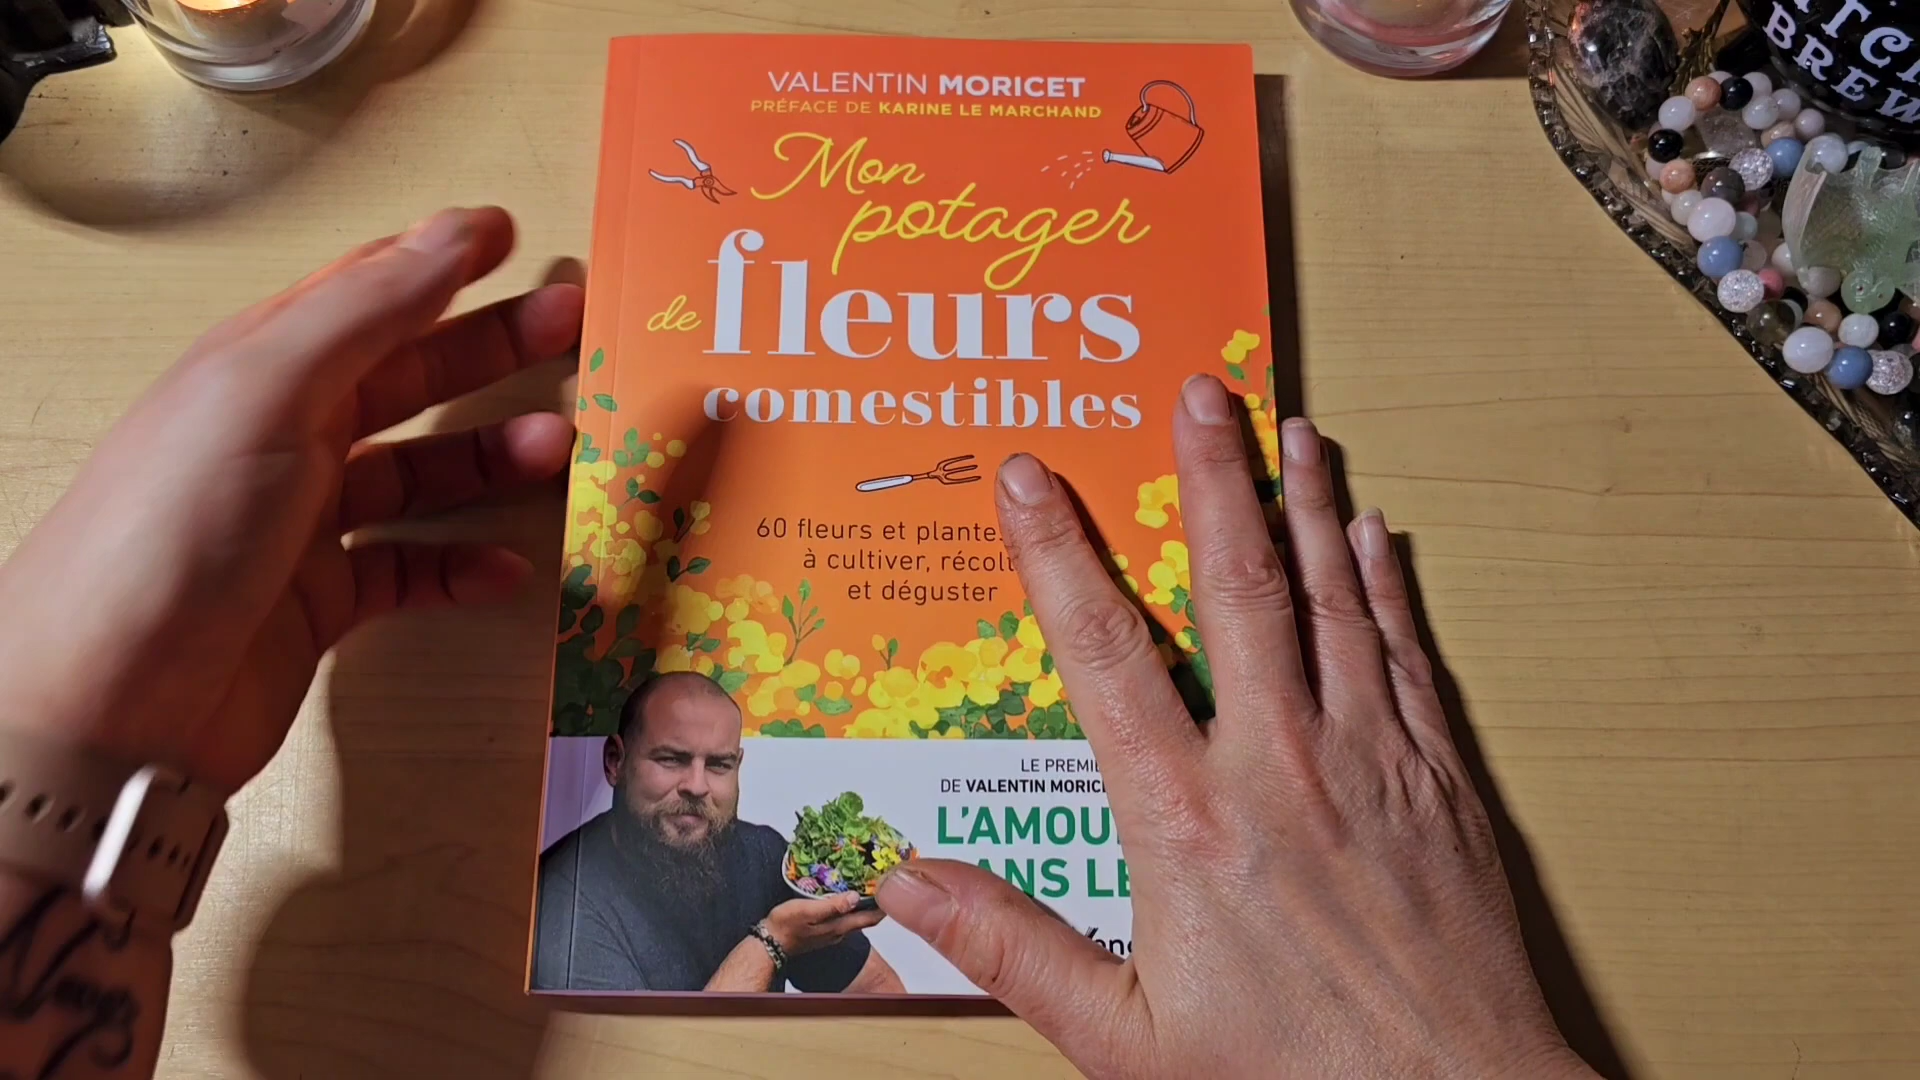 VALENTIN MORICET
PRÉFACE DE KARINE LE MARCHAND
Mon
potager
de fleurs
comestibles
60 fleurs et plantes
à cultiver, récolt
et déguster
LE PREMIE
DE VALENTIN MORICE
L'AMOU
ANS LE
BREW